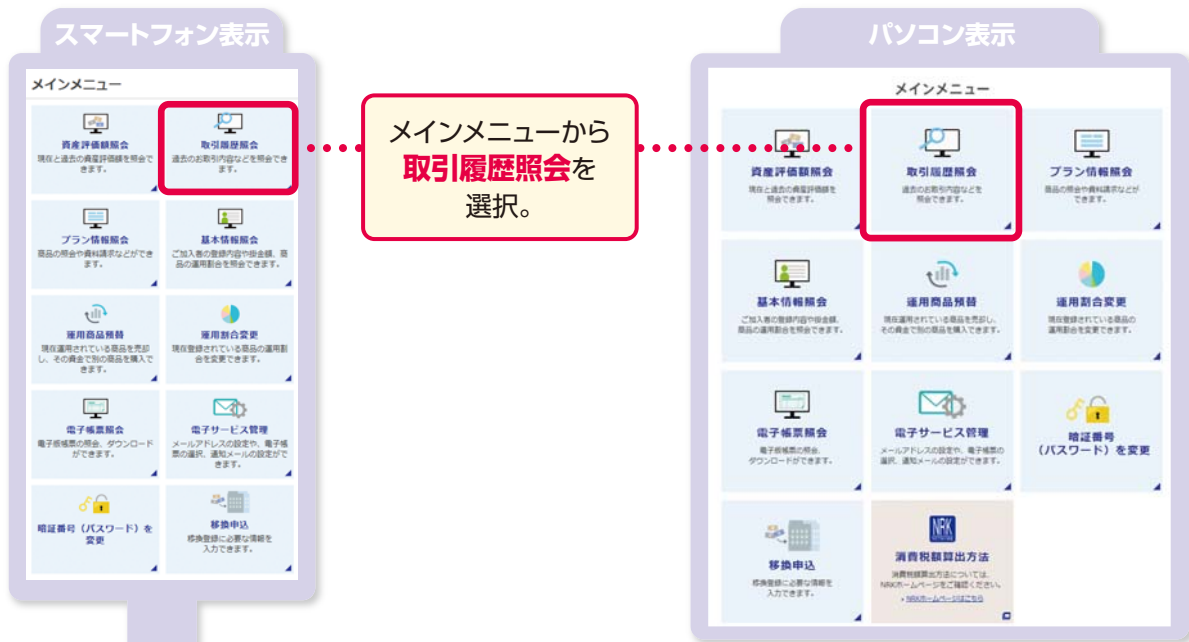 スマートフォン表示
メインメニュー
資産評価額照会
現在と過去の資産評価額を照会で
きます。
取引履歴照会
過去のお取引内容などを照会でき
ます。
プラン情報照会
商品の照会や資料請求などができ
ます。
基本情報照会
ご加入者の登録内容や掛金額、商
品の運用割合を照会できます。
運用商品預替
現在運用されている商品を売却
し、その資金で別の商品を購入で
きます。
運用割合変更
現在登録されている商品の運用割
合を変更できます。
電子帳票照会
電子版帳票の照会、ダウンロード
ができます。
電子サービス管理
メールアドレスの設定や、電子帳
票の選択、通知メールの設定がで
きます。
暗証番号（パスワード）を
変更
移換申込
移換登録に必要な情報を
入力できます。
メインメニューから
取引履歴照会を
選択。
パソコン表示
メインメニュー
資産評価額照会
現在と過去の資産評価額を
照会できます。
取引履歴照会
過去のお取引内容などを
照会できます。
プラン情報照会
商品の照会や資料請求などが
できます。
基本情報照会
ご加入者の登録内容や掛金額、
商品の運用割合を照会できます。
運用商品預替
現在運用されている商品を売却し、
その資金で別の商品を購入できます。
運用割合変更
現在登録されている商品の
運用割合を変更できます。
電子帳票照会
電子版帳票の照会、
ダウンロードができます。
電子サービス管理
メールアドレスの設定や、電子帳票の
選択、通知メールの設定ができます。
暗証番号
（パスワード）を変更
移換申込
移換登録に必要な情報を
入力できます。
NRK
消費税額算出方法
消費税額算出方法については、
NRKホームページをご確認ください。
NRKホームページはこちら